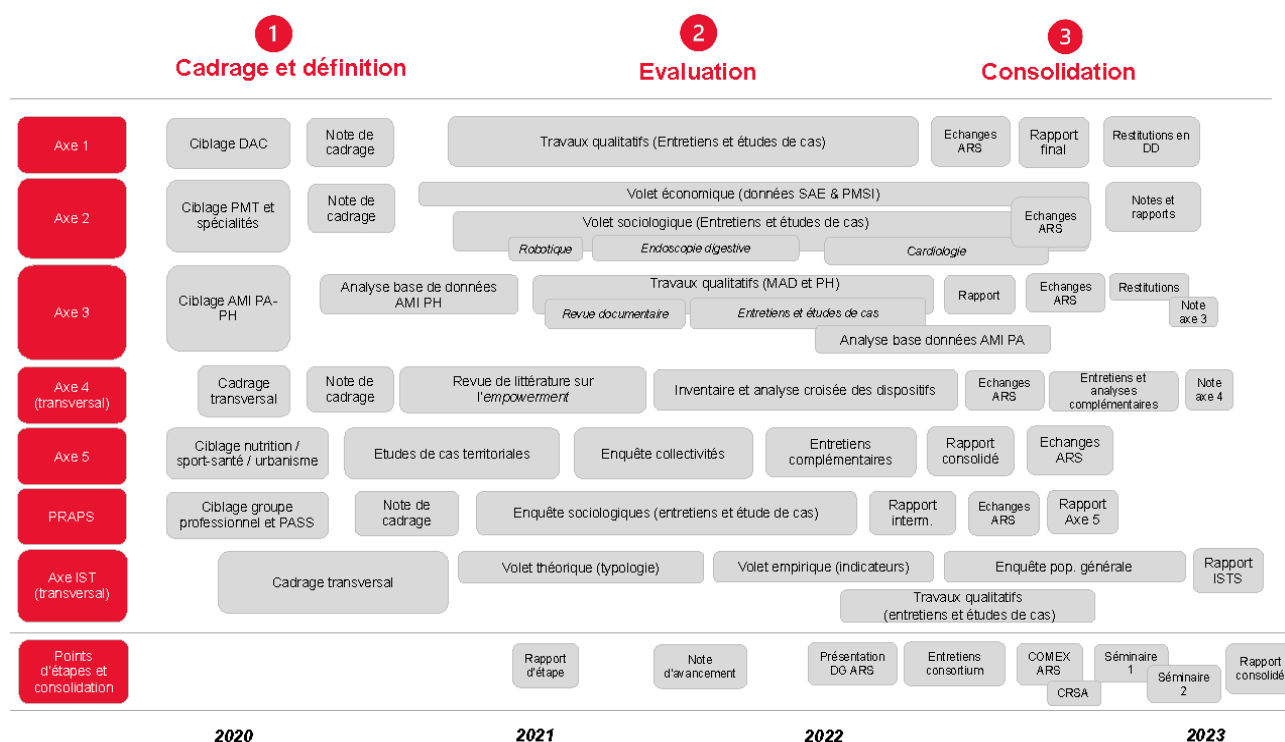 1
2
3
Cadrage et définition
Evaluation
Consolidation
Axe 1
Ciblage DAC
Note de
cadrage
Travaux qualitatifs (Entretiens et études de cas)
Echanges
ARS
Rapport
final
Restitutions en
DD
Axe 2
Ciblage PMT et
spécialités
Note de
cadrage
Volet économique (données SAE & PMSI)
Volet sociologique (Entretiens et études de cas)
Robotique
Endoscopie digestive
Cardiologie
Echanges
ARS
Notes et
rapports
Axe 3
Ciblage AMI PA-
PH
Analyse base de données
AMI PH
Travaux qualitatifs (MAD et PH)
Revue documentaire
Entretiens et études de cas
Analyse base données AMI PA
Rapport
Echanges
ARS
Restitutions
Note
axe 3
Axe 4
(transversal)
Cadrage
transversal
Note de
cadrage
Revue de littérature sur
l'empowerment
Inventaire et analyse croisée des dispositifs
Echanges
ARS
Entretiens et
analyses
complémentaires
Note
axe 4
Axe 5
Ciblage nutrition /
sport-santé / urbanisme
Etudes de cas territoriales
Enquête collectivités
Entretiens
complémentaires
Rapport
consolidé
Echanges
ARS
PRAPS
Ciblage groupe
professionnel et PASS
Note de
cadrage
Enquête sociologiques (entretiens et étude de cas)
Rapport
interm.
Echanges
ARS
Rapport
Axe 5
Axe IST
(transversal)
Cadrage transversal
Volet théorique (typologie)
Volet empirique (indicateurs)
Enquête pop. générale
Travaux qualitatifs
(entretiens et études de cas)
Rapport
ISTS
Points
d'étapes et
consolidation
Rapport
d'étape
Note
d'avancement
Présentation
DG ARS
Entretiens
consortium
COMEX
ARS
CRSA
Séminaire
1
Séminaire
2
Rapport
consolidé
2020
2021
2022
2023